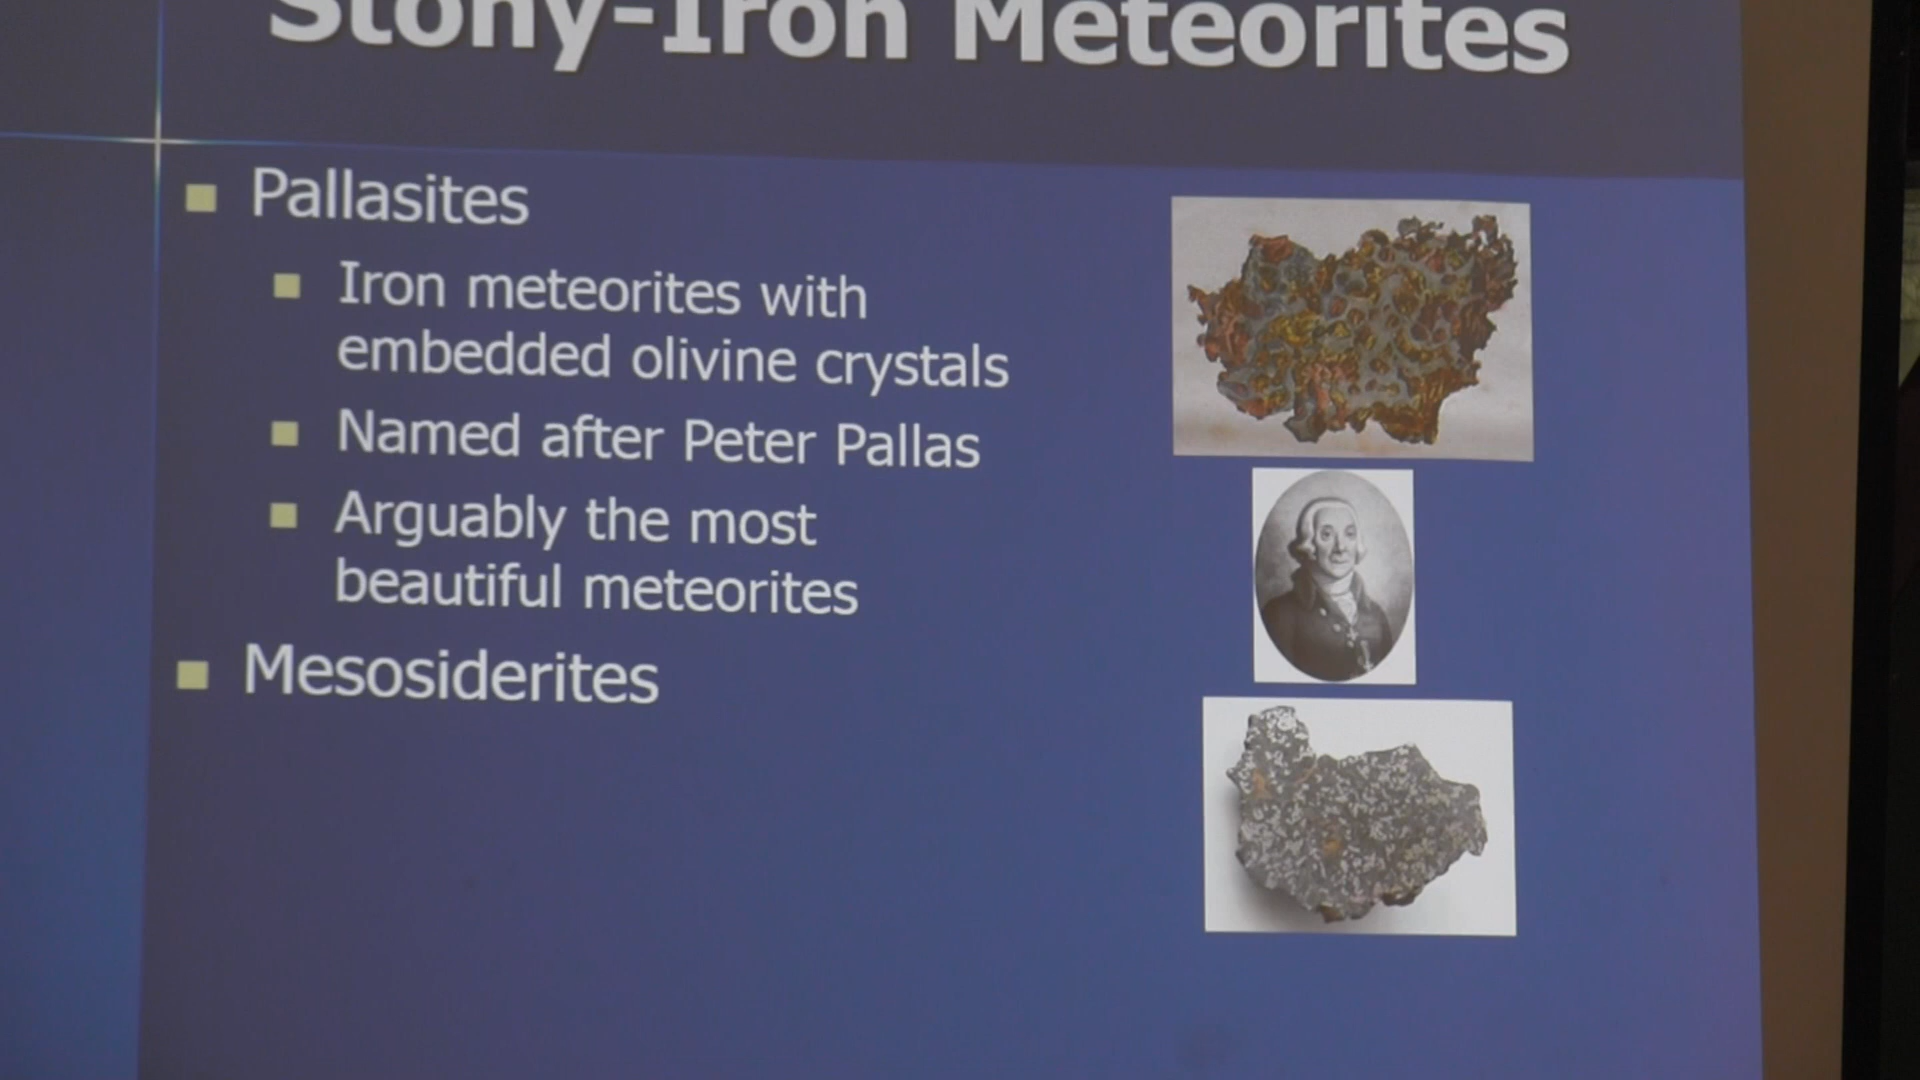 Stony-Iron Meteorites
Pallasites
Iron meteorites with
embedded olivine crystals
Named after Peter Pallas
Arguably the most
beautiful meteorites
Mesosiderites